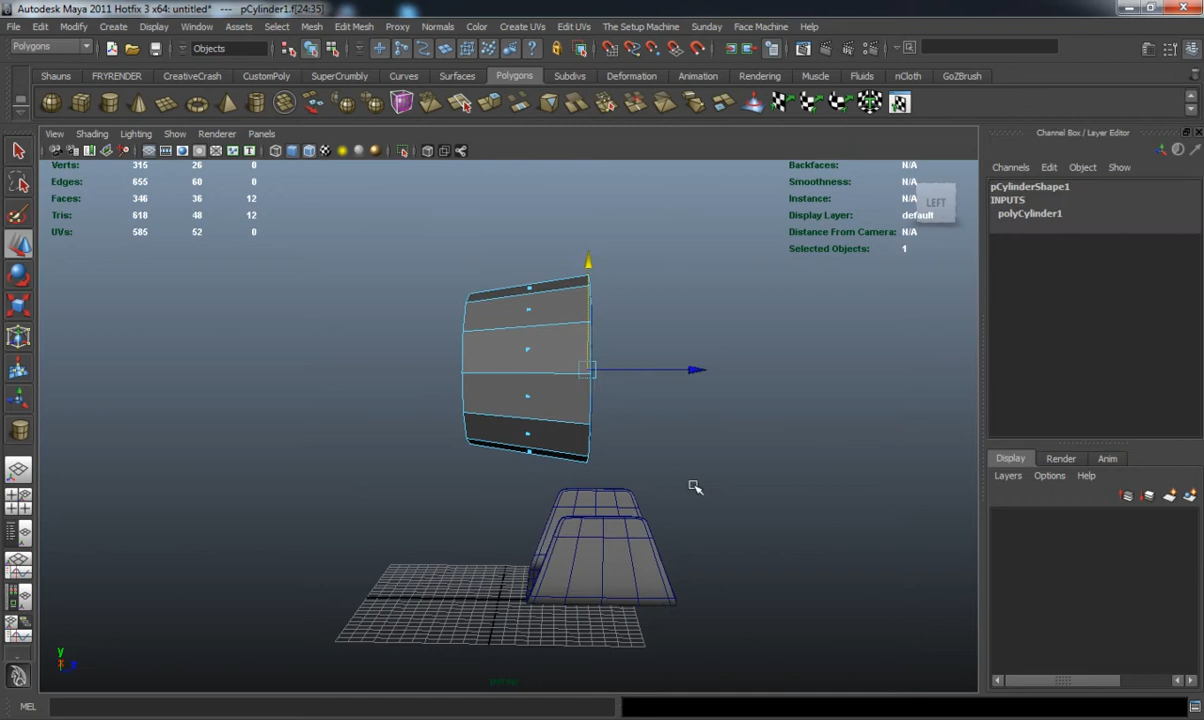 Autodesk Maya 2011 Hotfix 3 x64: untitled* --- pCylinder1.f[24:35]
File Edit Modify Create Display Window Assets Select Mesh Edit Mesh Proxy Normals Color Create UVs Edit UVs The Setup Machine Sunday Face Machine Help
Polygons Objects
Shauns FRYRENDER CreativeCrash CustomPoly SuperCrumbly Curves Surfaces Polygons Subdivs Deformation Animation Rendering Muscle Fluids nCloth GoZBrush
View Shading Lighting Show Renderer Panels
Channel Box / Layer Editor
Channels Edit Object Show
Verts: 315 26 0
Edges: 655 60 0
Faces: 346 36 12
Tris: 618 48 12
UVs: 585 52 0
Backfaces: N/A
Smoothness: N/A
Instance: N/A
Display Layer: default
Distance From Camera: N/A
Selected Objects: 1
LEFT
pCylinderShape1
INPUTS
polyCylinder1
Display Render Anim
Layers Options Help
y
persp
MEL